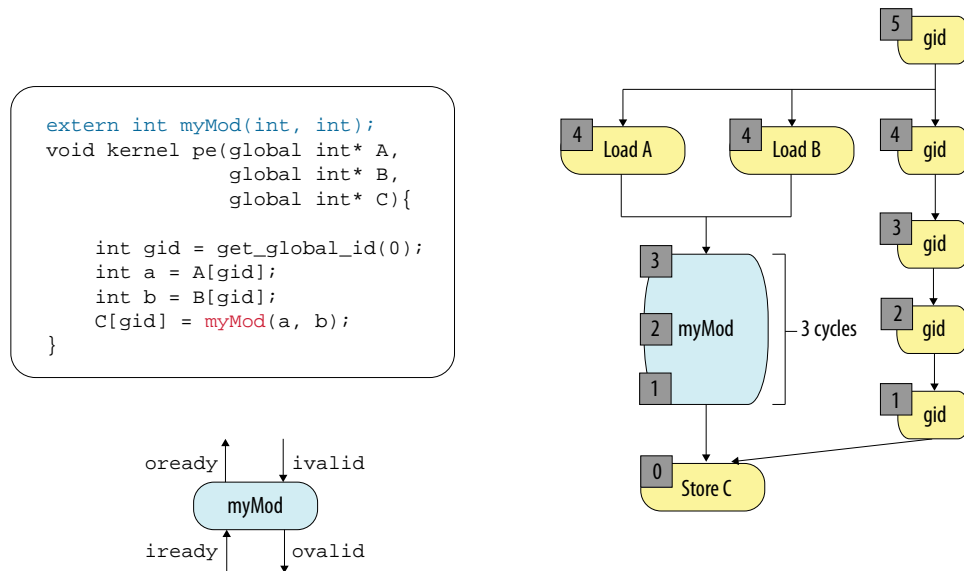 extern int myMod(int, int);
void kernel pe(global int* A,
global int* B,
global int* C){
int gid = get_global_id(0);
int a = A[gid];
int b = B[gid];
C[gid] = myMod(a, b);
}
oready
ivalid
myMod
iready
ovalid
5
gid
4
Load A
4
Load B
4
gid
3
gid
3
2
myMod
1
3 cycles
2
gid
1
gid
0
Store C